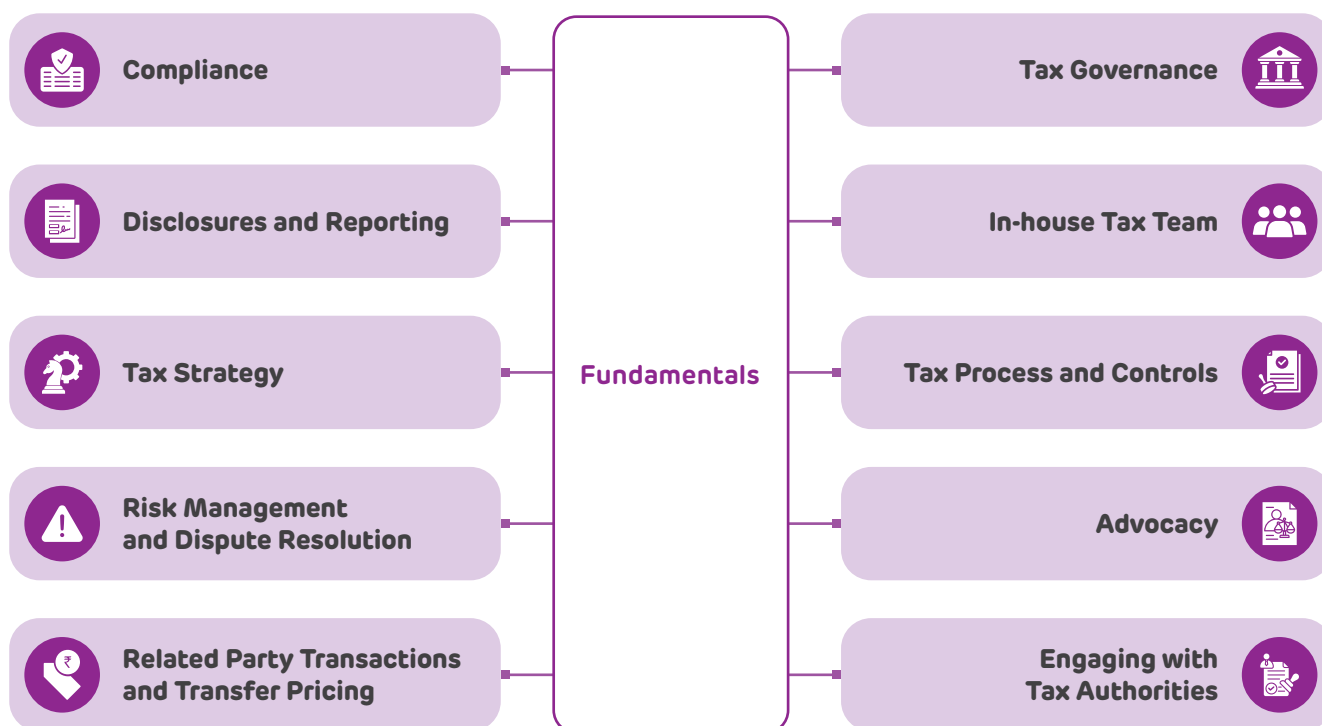 Compliance
Disclosures and Reporting
Tax Strategy
Risk Management
and Dispute Resolution
₹
Related Party Transactions
and Transfer Pricing
Fundamentals
Tax Governance
In-house Tax Team
Tax Process and Controls
Advocacy
Engaging with
Tax Authorities